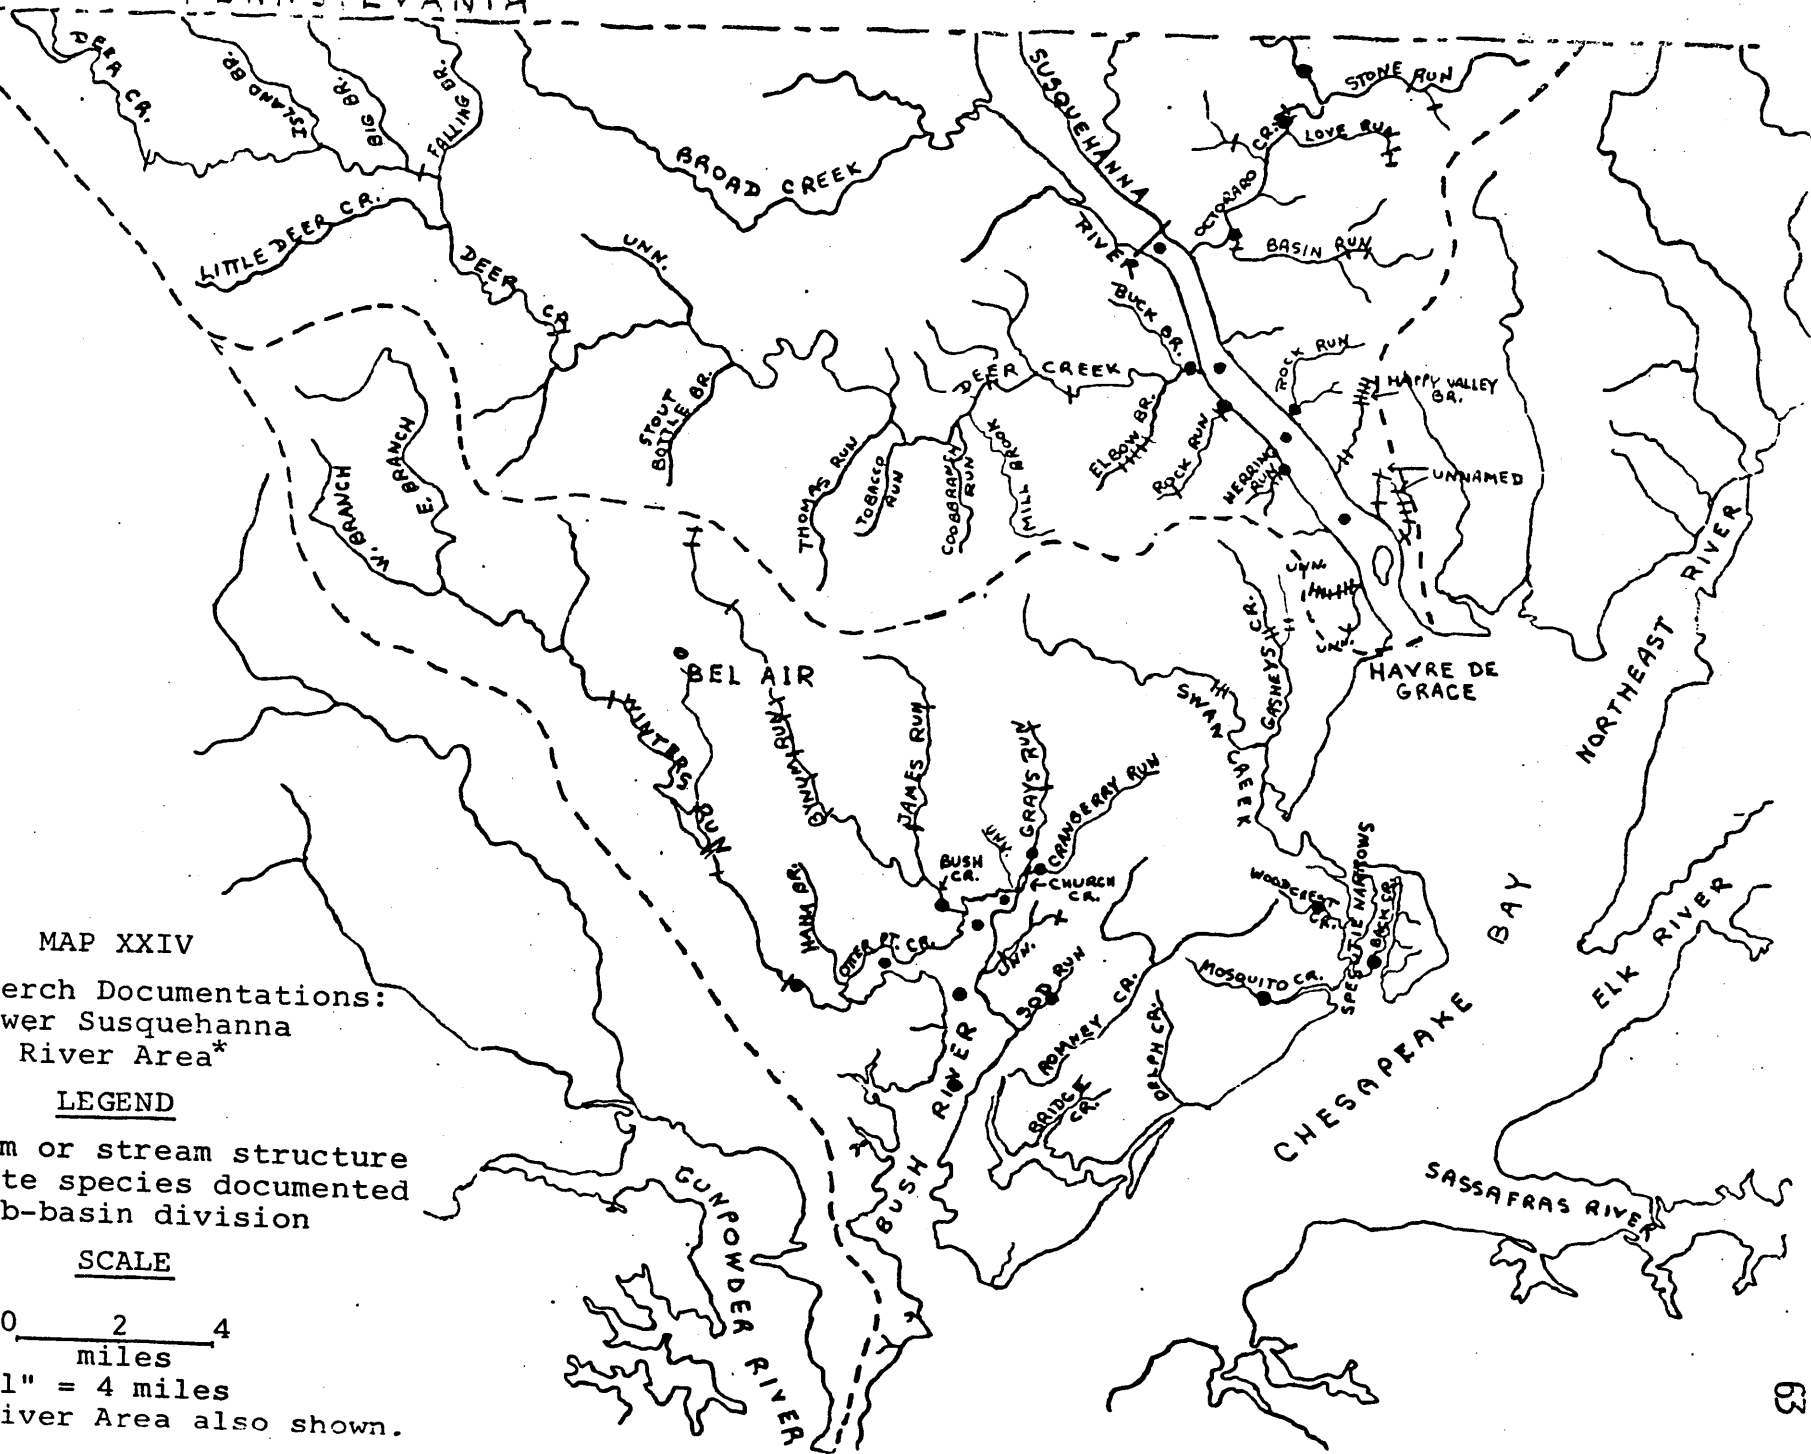 DEER CR.
ISLAND BR.
BIG BR.
FALLING BR.
BROAD CREEK
SUSQUEHANNA
RIVER
STONE RUN
LOVE RUN
OCTORARO CR.
BASIN RUN
LITTLE DEER CR.
DEER CR.
UNN.
BUCK BR.
STOUT BOTTLE BR.
DEER CREEK
ROCK RUN
HAPPY VALLEY BR.
W. BRANCH
E. BRANCH
THOMAS RUN
TOBACCO RUN
MILL BROOK
ELBOW BR.
ROCK RUN
HERRING RUN
UNNAMED
UNN.
UNN.
BEL AIR
HAVRE DE
GRACE
GASHEYS CR.
SWAN CREEK
NORTHEAST RIVER
WINTERS RUN
BYNUM RUN
JAMES RUN
GRAYS RUN
CRANBERRY RUN
UNN.
BUSH
CR.
CHURCH
CR.
HAHA BR.
OTTER PT. CR.
UNN.
SOD RUN
ROMNEY CR.
BRIDGE CR.
DELPH CR.
MOSQUITO CR.
WOODCREST CR.
SPESUTIE NARROWS
BACK CR.
CHESAPEAKE BAY
ELK RIVER
SASSAFRAS RIVER
BUSH RIVER
GUNPOWDER RIVER
MAP XXIV
erch Documentations:
wer Susquehanna
River Area*
LEGEND
m or stream structure
te species documented
b-basin division
SCALE
0 2 4
miles
1" = 4 miles
iver Area also shown.
63